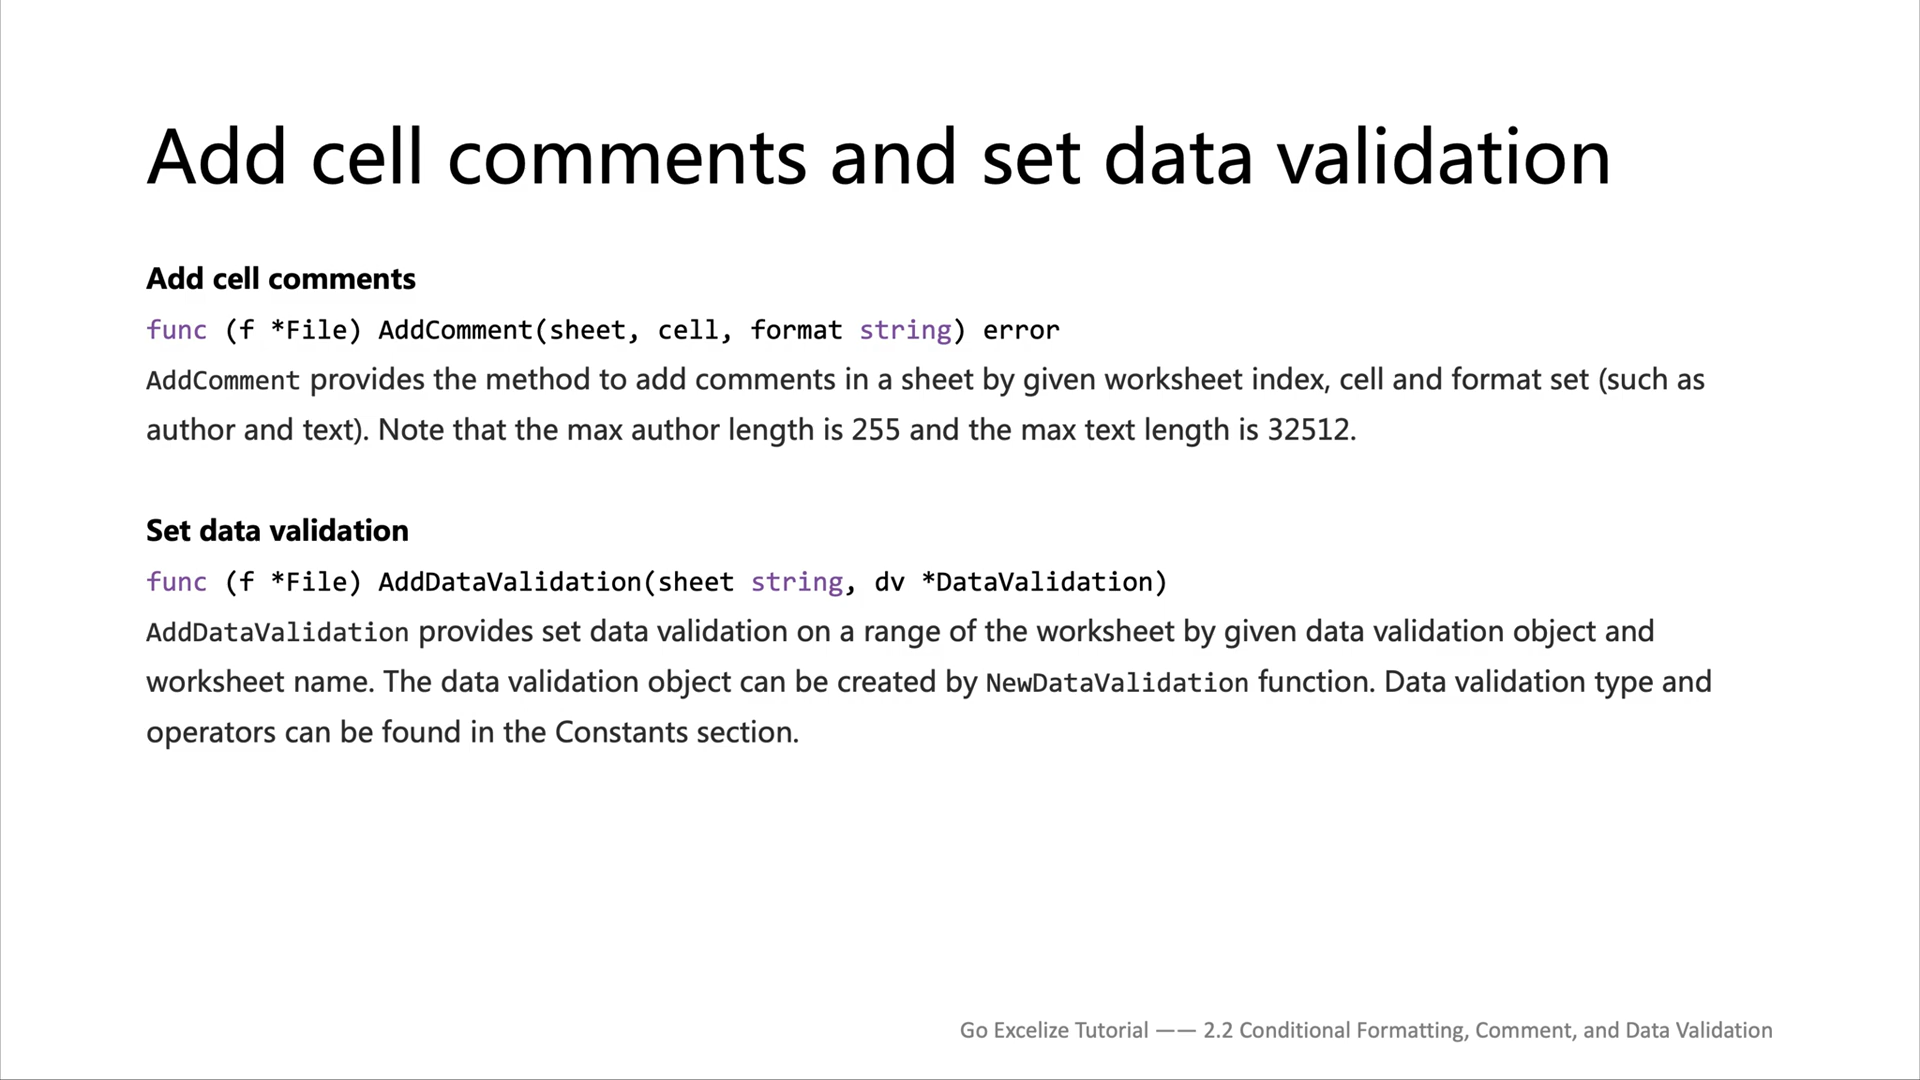 Add cell comments and set data validation
Add cell comments
func (f *File) AddComment(sheet, cell, format string) error
AddComment provides the method to add comments in a sheet by given worksheet index, cell and format set (such as
author and text). Note that the max author length is 255 and the max text length is 32512.
Set data validation
func (f *File) AddDataValidation(sheet string, dv *DataValidation)
AddDataValidation provides set data validation on a range of the worksheet by given data validation object and
worksheet name. The data validation object can be created by NewDataValidation function. Data validation type and
operators can be found in the Constants section.
Go Excelize Tutorial —— 2.2 Conditional Formatting, Comment, and Data Validation